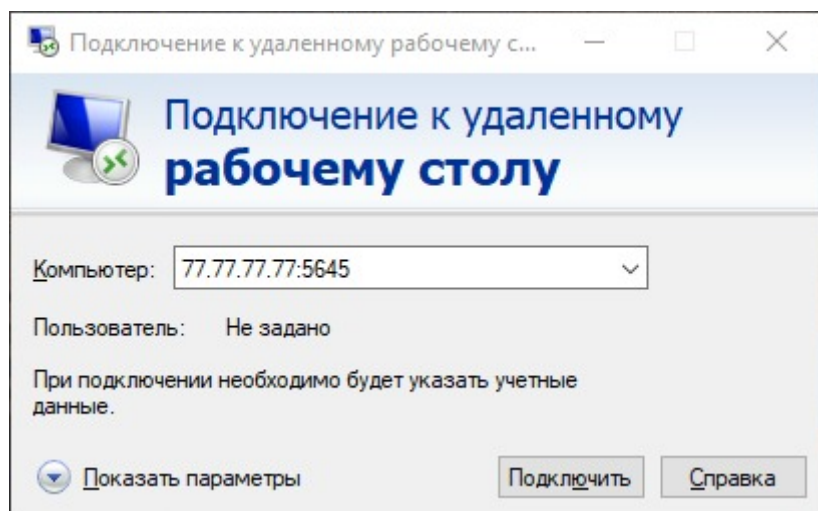 Подключение к удаленному рабочему с...
Подключение к удаленному
рабочему столу
Компьютер: 77.77.77.77:5645
Пользователь: Не задано
При подключении необходимо будет указать учетные
данные.
Показать параметры Подключить Справка